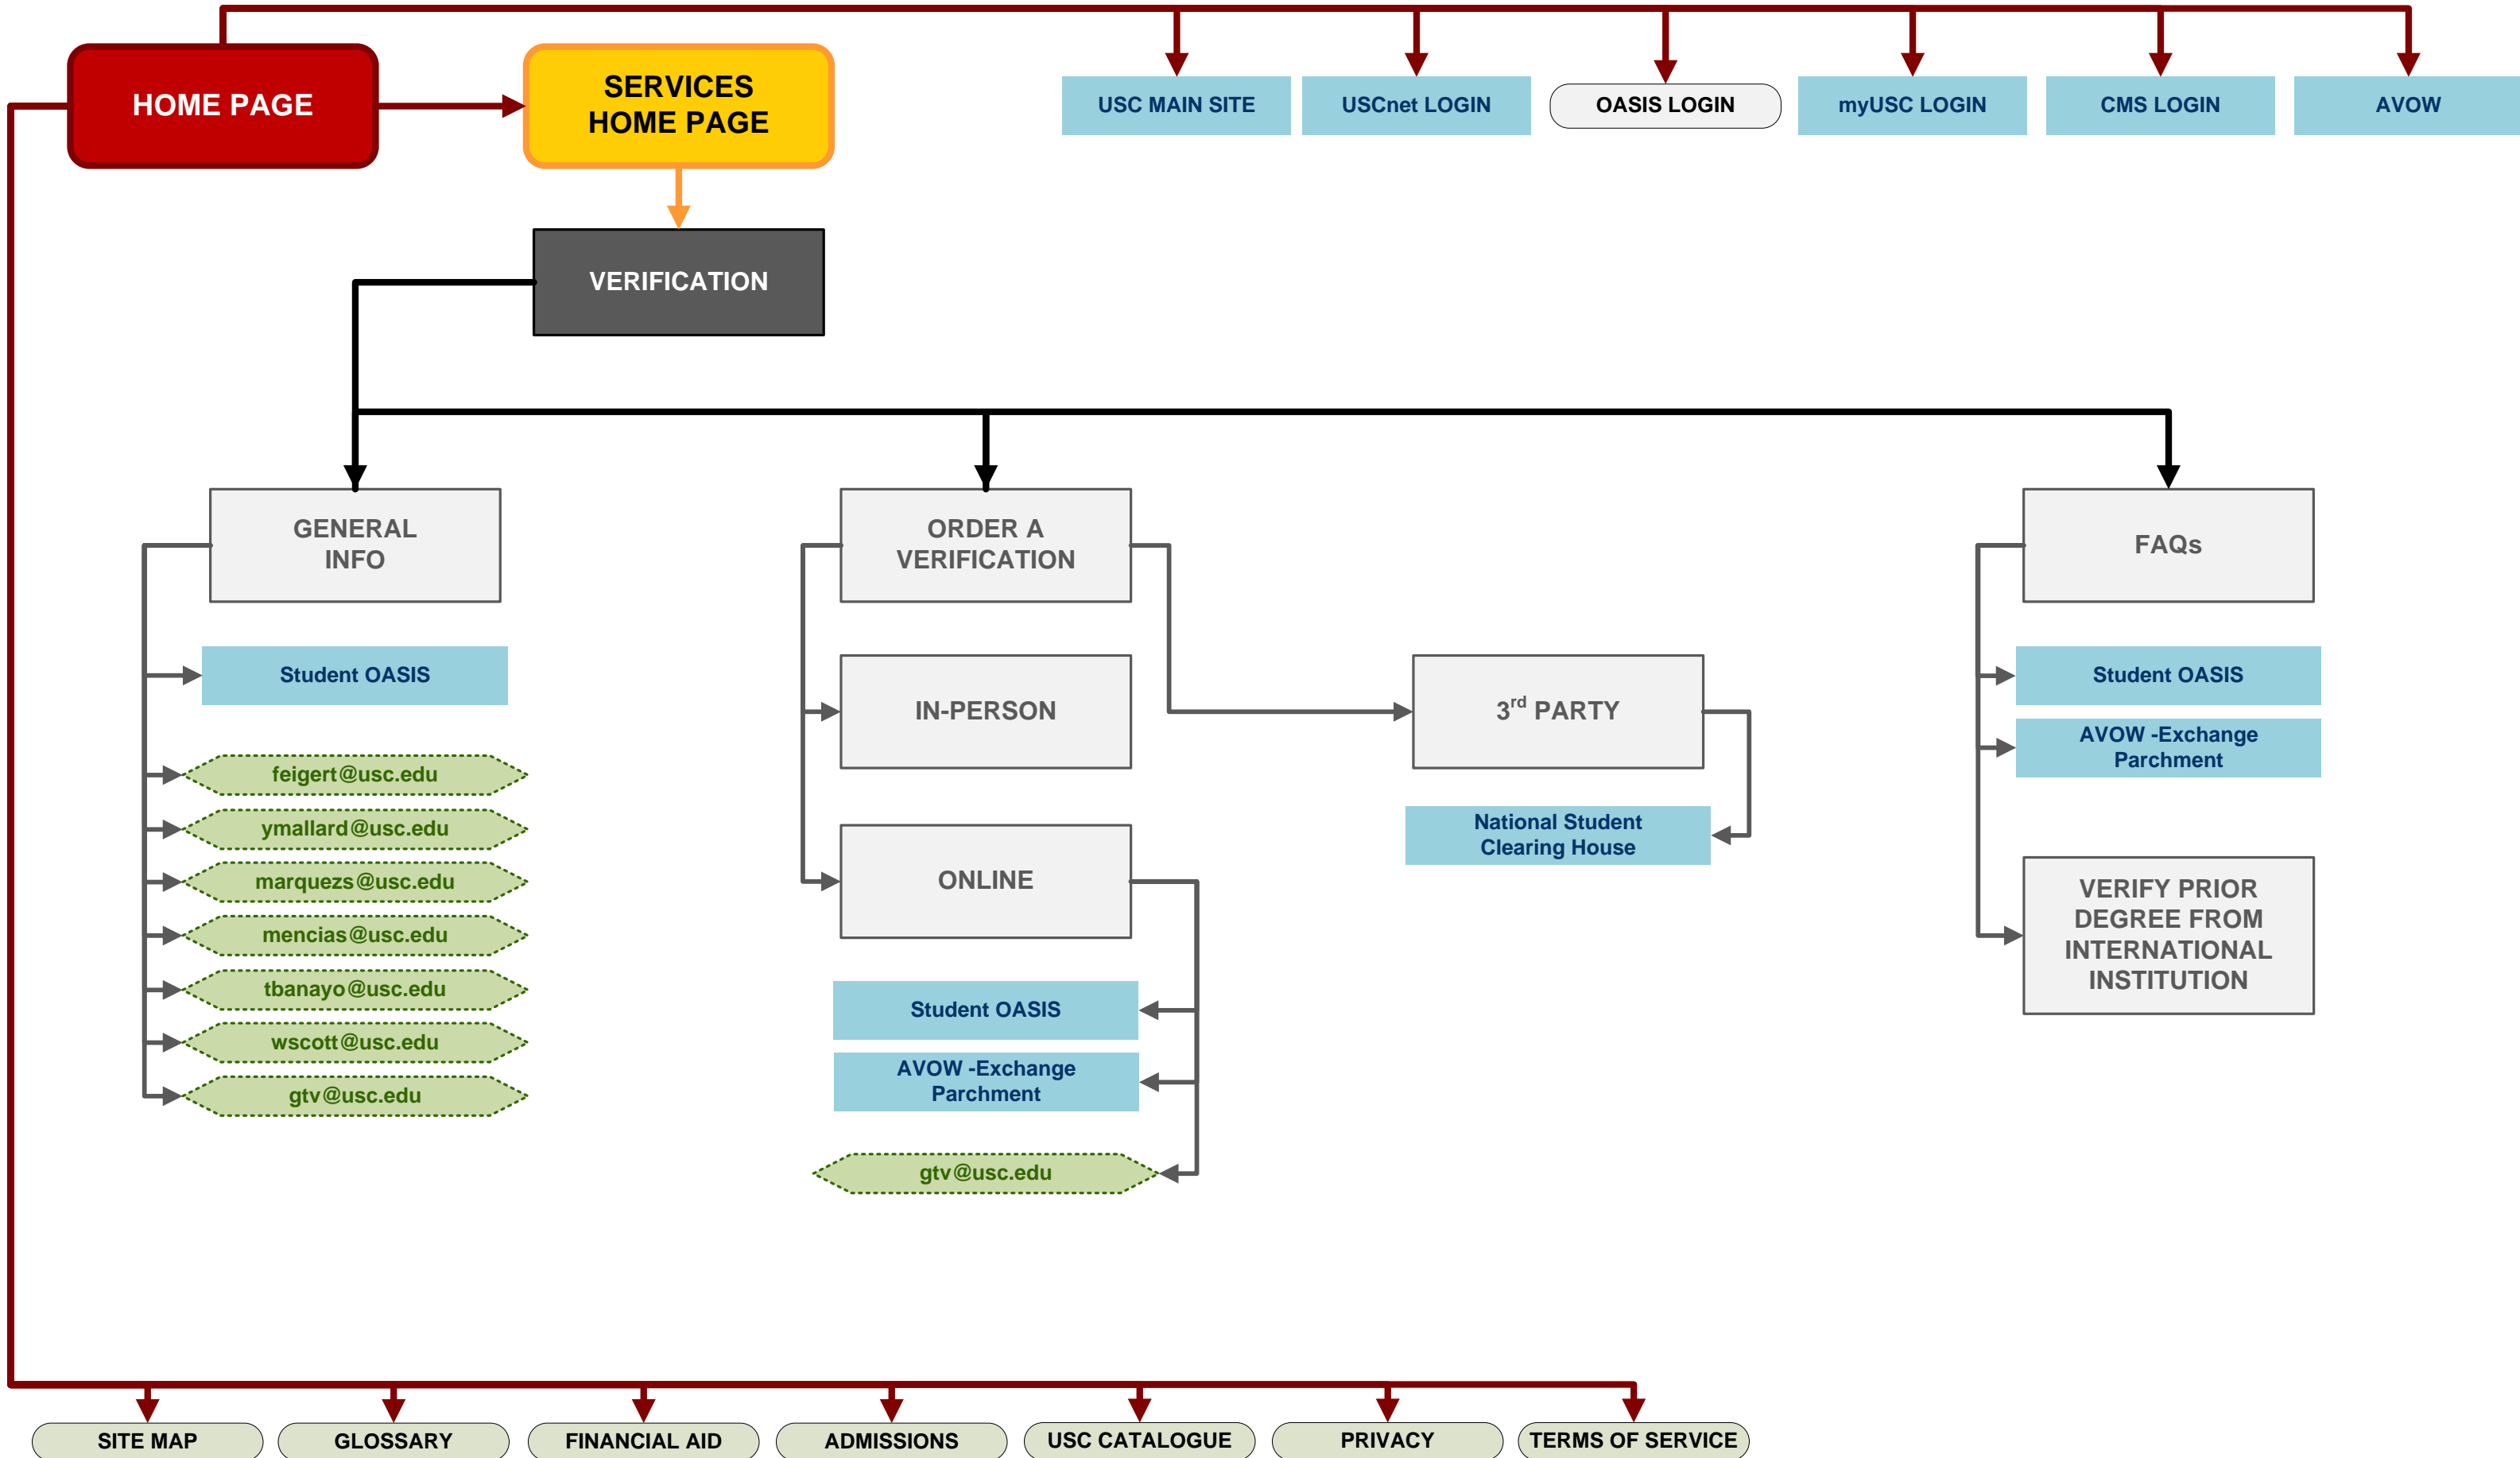 HOME PAGE
SERVICES
HOME PAGE
USC MAIN SITE
USCnet LOGIN
OASIS LOGIN
myUSC LOGIN
CMS LOGIN
AVOW
VERIFICATION
GENERAL
INFO
ORDER A
VERIFICATION
FAQs
Student OASIS
feigert@usc.edu
ymallard@usc.edu
marquezs@usc.edu
mencias@usc.edu
tbanayo@usc.edu
wscott@usc.edu
gtv@usc.edu
IN-PERSON
ONLINE
Student OASIS
AVOW -Exchange
Parchment
gtv@usc.edu
3rd PARTY
National Student
Clearing House
Student OASIS
AVOW -Exchange
Parchment
VERIFY PRIOR
DEGREE FROM
INTERNATIONAL
INSTITUTION
SITE MAP
GLOSSARY
FINANCIAL AID
ADMISSIONS
USC CATALOGUE
PRIVACY
TERMS OF SERVICE